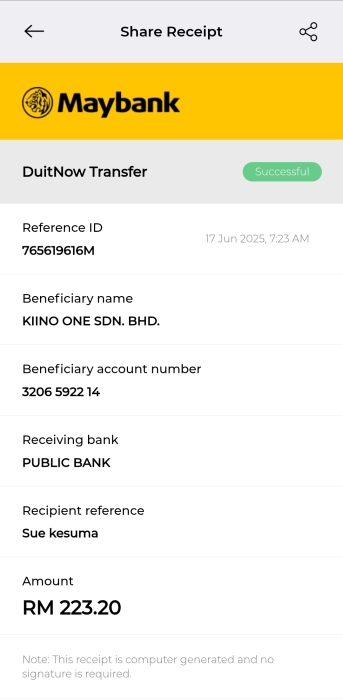 Share Receipt
Maybank
DuitNow Transfer
Successful
Reference ID
17 Jun 2025, 7:23 AM
765619616M
Beneficiary name
KIINO ONE SDN. BHD.
Beneficiary account number
3206 5922 14
Receiving bank
PUBLIC BANK
Recipient reference
Sue kesuma
Amount
RM 223.20
Note: This receipt is computer generated and no
signature is required.